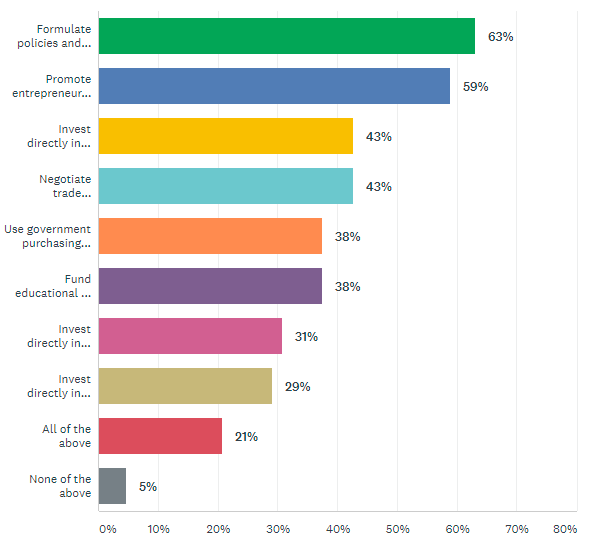 Formulate
policies and...
63%
Promote
entrepreneur...
59%
Invest
directly in...
43%
Negotiate
trade...
43%
Use government
purchasing...
38%
Fund
educational ...
38%
Invest
directly in...
31%
Invest
directly in...
29%
All of the
above
21%
None of the
above
5%
0% 10% 20% 30% 40% 50% 60% 70% 80%